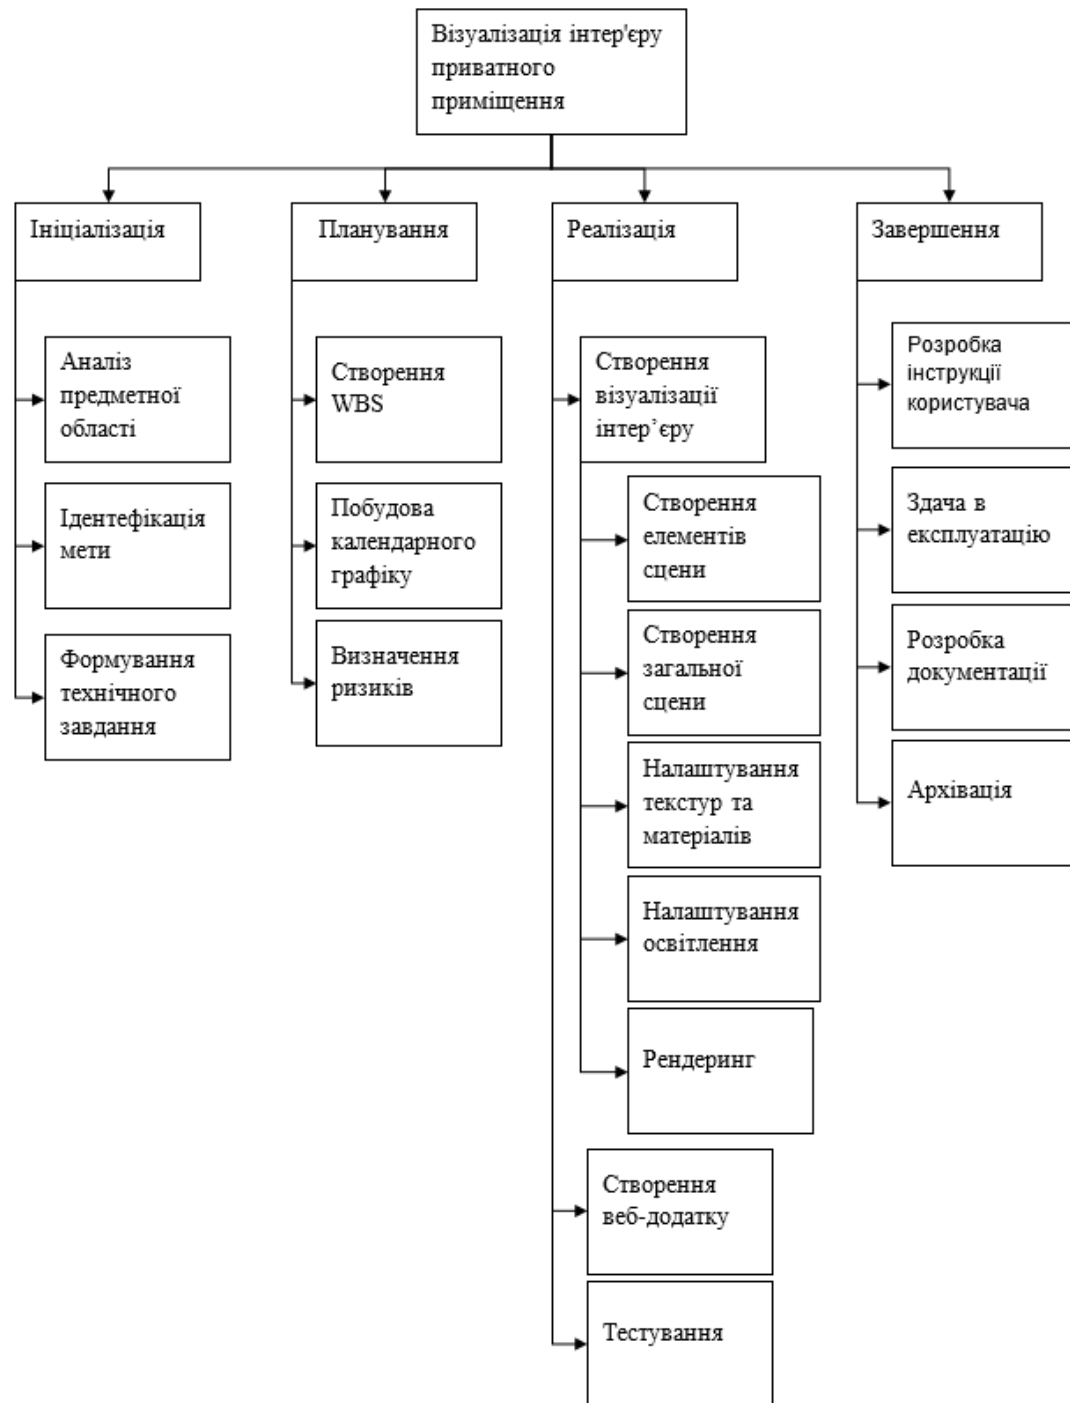 Візуалізація інтер'єру
приватного
приміщення
Ініціалізація
Планування
Реалізація
Завершення
Аналіз
предметної
області
Ідентефікація
мети
Формування
технічного
завдання
Створення
WBS
Побудова
календарного
графіку
Визначення
ризиків
Створення
візуалізації
інтер’єру
Створення
елементів
сцени
Створення
загальної
сцени
Налаштування
текстур та
матеріалів
Налаштування
освітлення
Рендеринг
Створення
веб-додатку
Тестування
Розробка
інструкції
користувача
Здача в
експлуатацію
Розробка
документації
Архівація